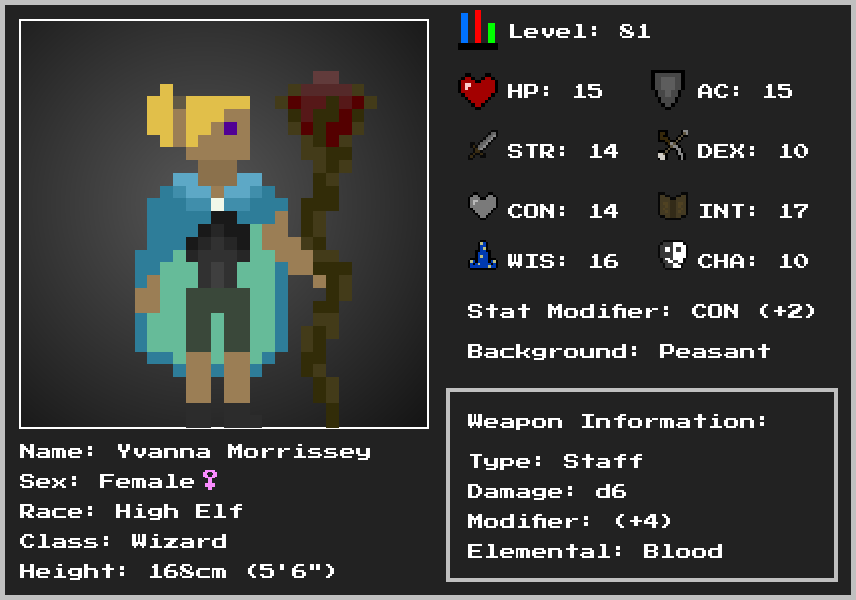 Level: 81
HP: 15 AC: 15
STR: 14 DEX: 10
CON: 14 INT: 17
WIS: 16 CHA: 10
Stat Modifier: CON (+2)
Background: Peasant
Weapon Information:
Type: Staff
Damage: d6
Modifier: (+4)
Elemental: Blood
Name: Yvanna Morrissey
Sex: Female♀
Race: High Elf
Class: Wizard
Height: 168cm (5'6")